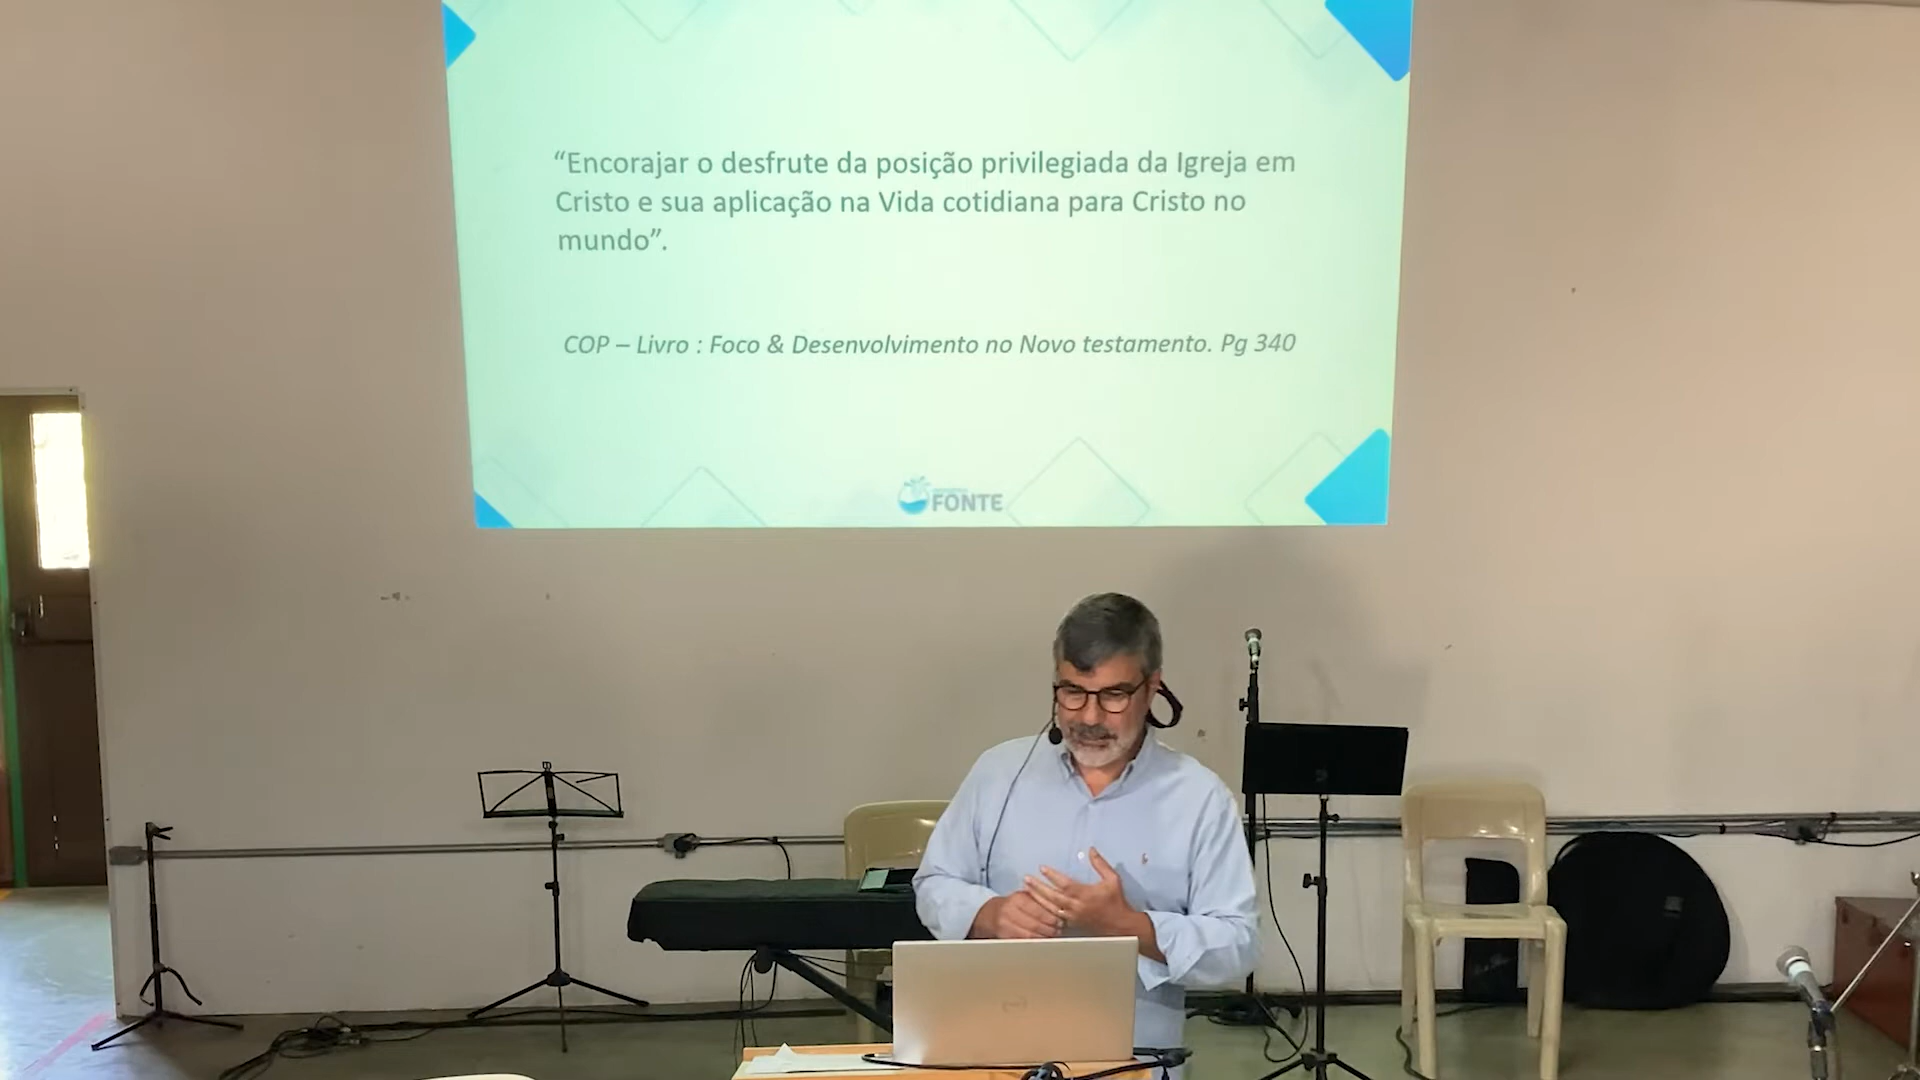 “Encorajar o desfrute da posição privilegiada da Igreja em
Cristo e sua aplicação na Vida cotidiana para Cristo no
mundo”.
COP – Livro : Foco & Desenvolvimento no Novo testamento. Pg 340
FONTE